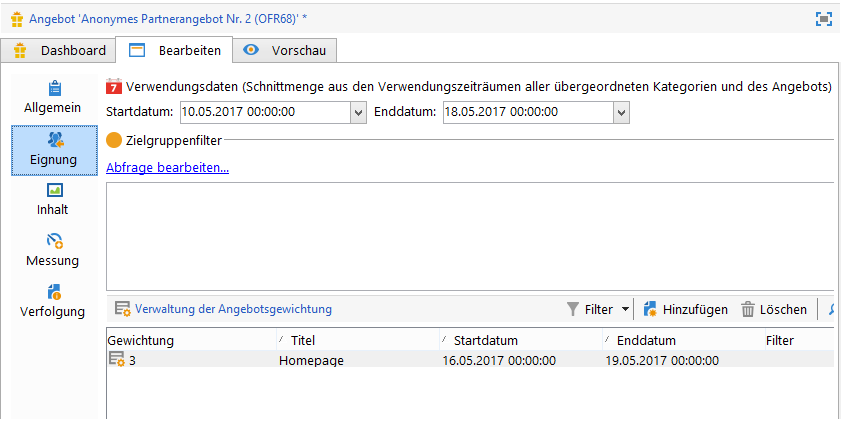 Angebot 'Anonymes Partnerangebot Nr. 2 (OFR68)' *
Dashboard Bearbeiten Vorschau
Allgemein
Eignung
Inhalt
Messung
Verfolgung
7 Verwendungsdaten (Schnittmenge aus den Verwendungszeiträumen aller übergeordneten Kategorien und des Angebots)
Startdatum: 10.05.2017 00:00:00 Enddatum: 18.05.2017 00:00:00
Zielgruppenfilter
Abfrage bearbeiten...
Verwaltung der Angebotsgewichtung Filter Hinzufügen Löschen
Gewichtung Titel Startdatum Enddatum Filter
3 Homepage 16.05.2017 00:00:00 19.05.2017 00:00:00